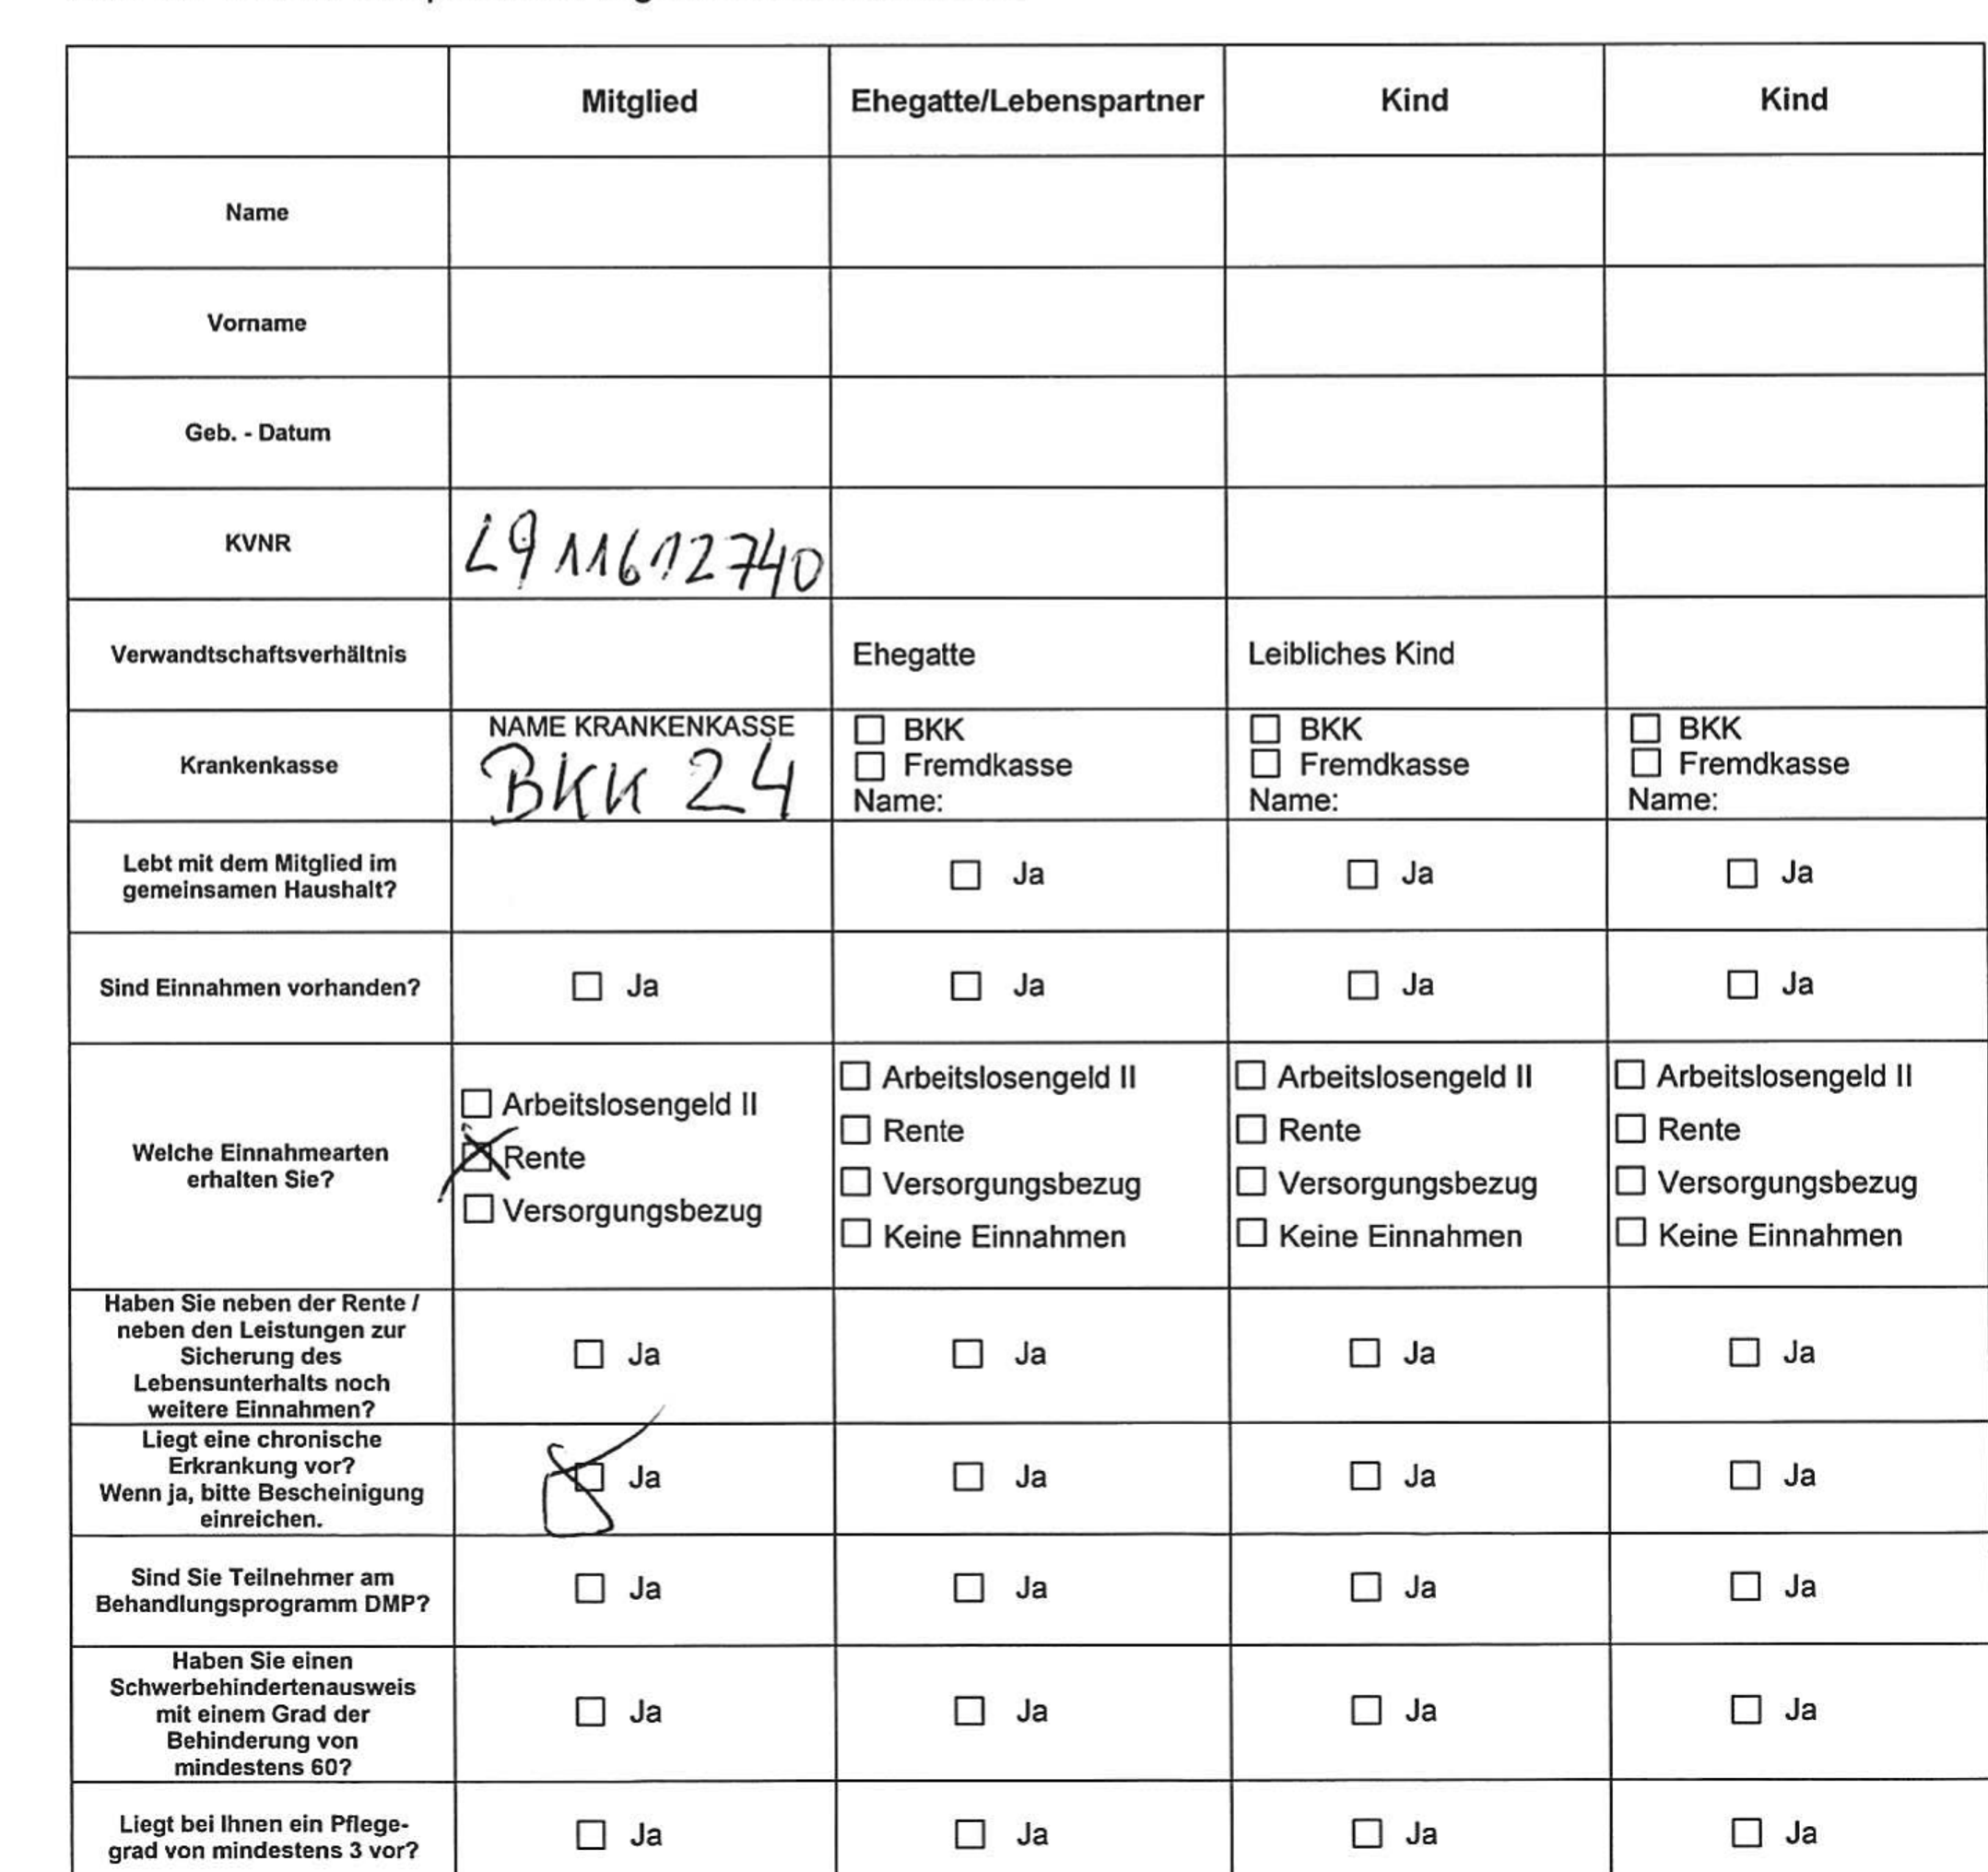 Mitglied Ehegatte/Lebenspartner Kind Kind
Name
Vorname
Geb. - Datum
KVNR L911612740
Verwandtschaftsverhältnis Ehegatte Leibliches Kind
NAME KRANKENKASSE ☐ BKK ☐ BKK ☐ BKK
Krankenkasse BKK 24 ☐ Fremdkasse ☐ Fremdkasse ☐ Fremdkasse
Name: Name: Name:
Lebt mit dem Mitglied im
gemeinsamen Haushalt? ☐ Ja ☐ Ja ☐ Ja
Sind Einnahmen vorhanden? ☐ Ja ☐ Ja ☐ Ja ☐ Ja
Welche Einnahmearten
erhalten Sie?
☐ Arbeitslosengeld II
☒ Rente
☐ Versorgungsbezug
☐ Arbeitslosengeld II
☐ Rente
☐ Versorgungsbezug
☐ Keine Einnahmen
☐ Arbeitslosengeld II
☐ Rente
☐ Versorgungsbezug
☐ Keine Einnahmen
☐ Arbeitslosengeld II
☐ Rente
☐ Versorgungsbezug
☐ Keine Einnahmen
Haben Sie neben der Rente /
neben den Leistungen zur
Sicherung des
Lebensunterhalts noch
weitere Einnahmen?
☐ Ja ☐ Ja ☐ Ja ☐ Ja
Liegt eine chronische
Erkrankung vor?
Wenn ja, bitte Bescheinigung
einreichen.
☒ Ja ☐ Ja ☐ Ja ☐ Ja
Sind Sie Teilnehmer am
Behandlungsprogramm DMP?
☐ Ja ☐ Ja ☐ Ja ☐ Ja
Haben Sie einen
Schwerbehindertenausweis
mit einem Grad der
Behinderung von
mindestens 60?
☐ Ja ☐ Ja ☐ Ja ☐ Ja
Liegt bei Ihnen ein Pflege-
grad von mindestens 3 vor?
☐ Ja ☐ Ja ☐ Ja ☐ Ja